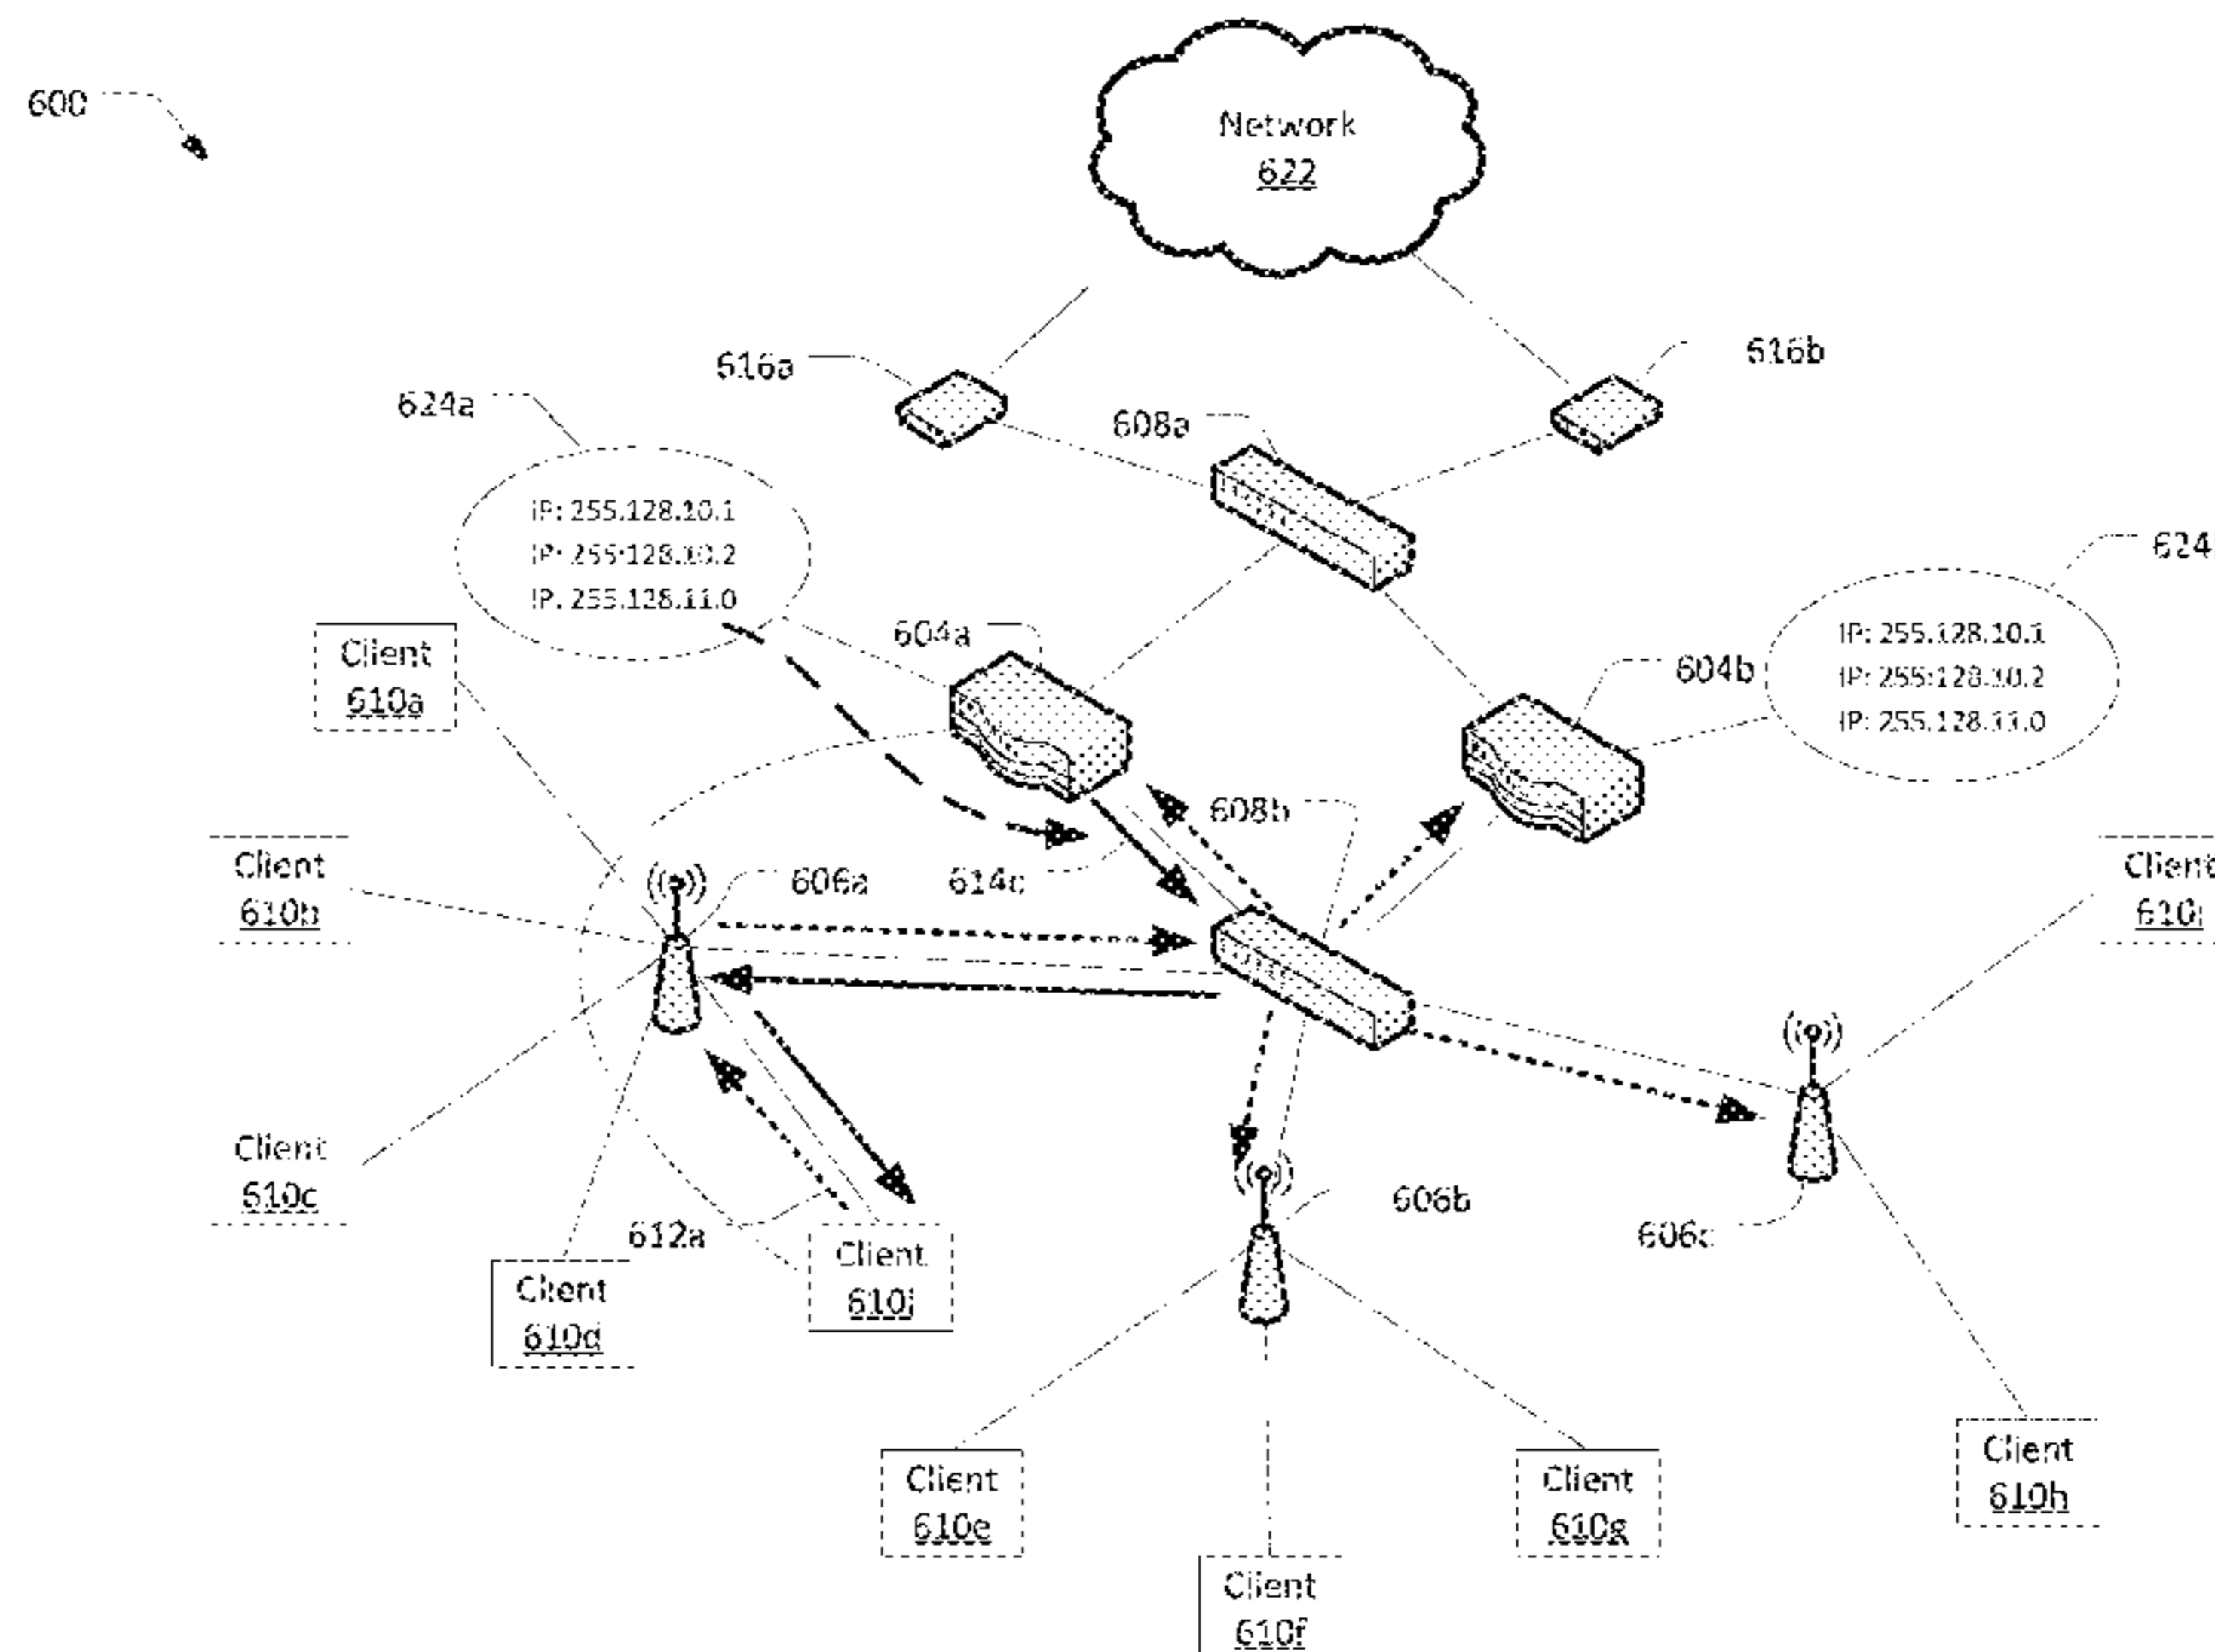 600
Network
622
616a
616b
624a
608a
IP: 255.128.10.1
IP: 255:128.10.2
IP: 255.128.11.0
624
604a
IP: 255.128.10.1
IP: 255:128.10.2
IP: 255.128.11.0
Client
610a
604b
608b
Client
610b
606a
614c
Client
610i
Client
610c
612a
Client
610j
606b
606c
Client
610d
Client
610e
Client
610g
Client
610h
Client
610f